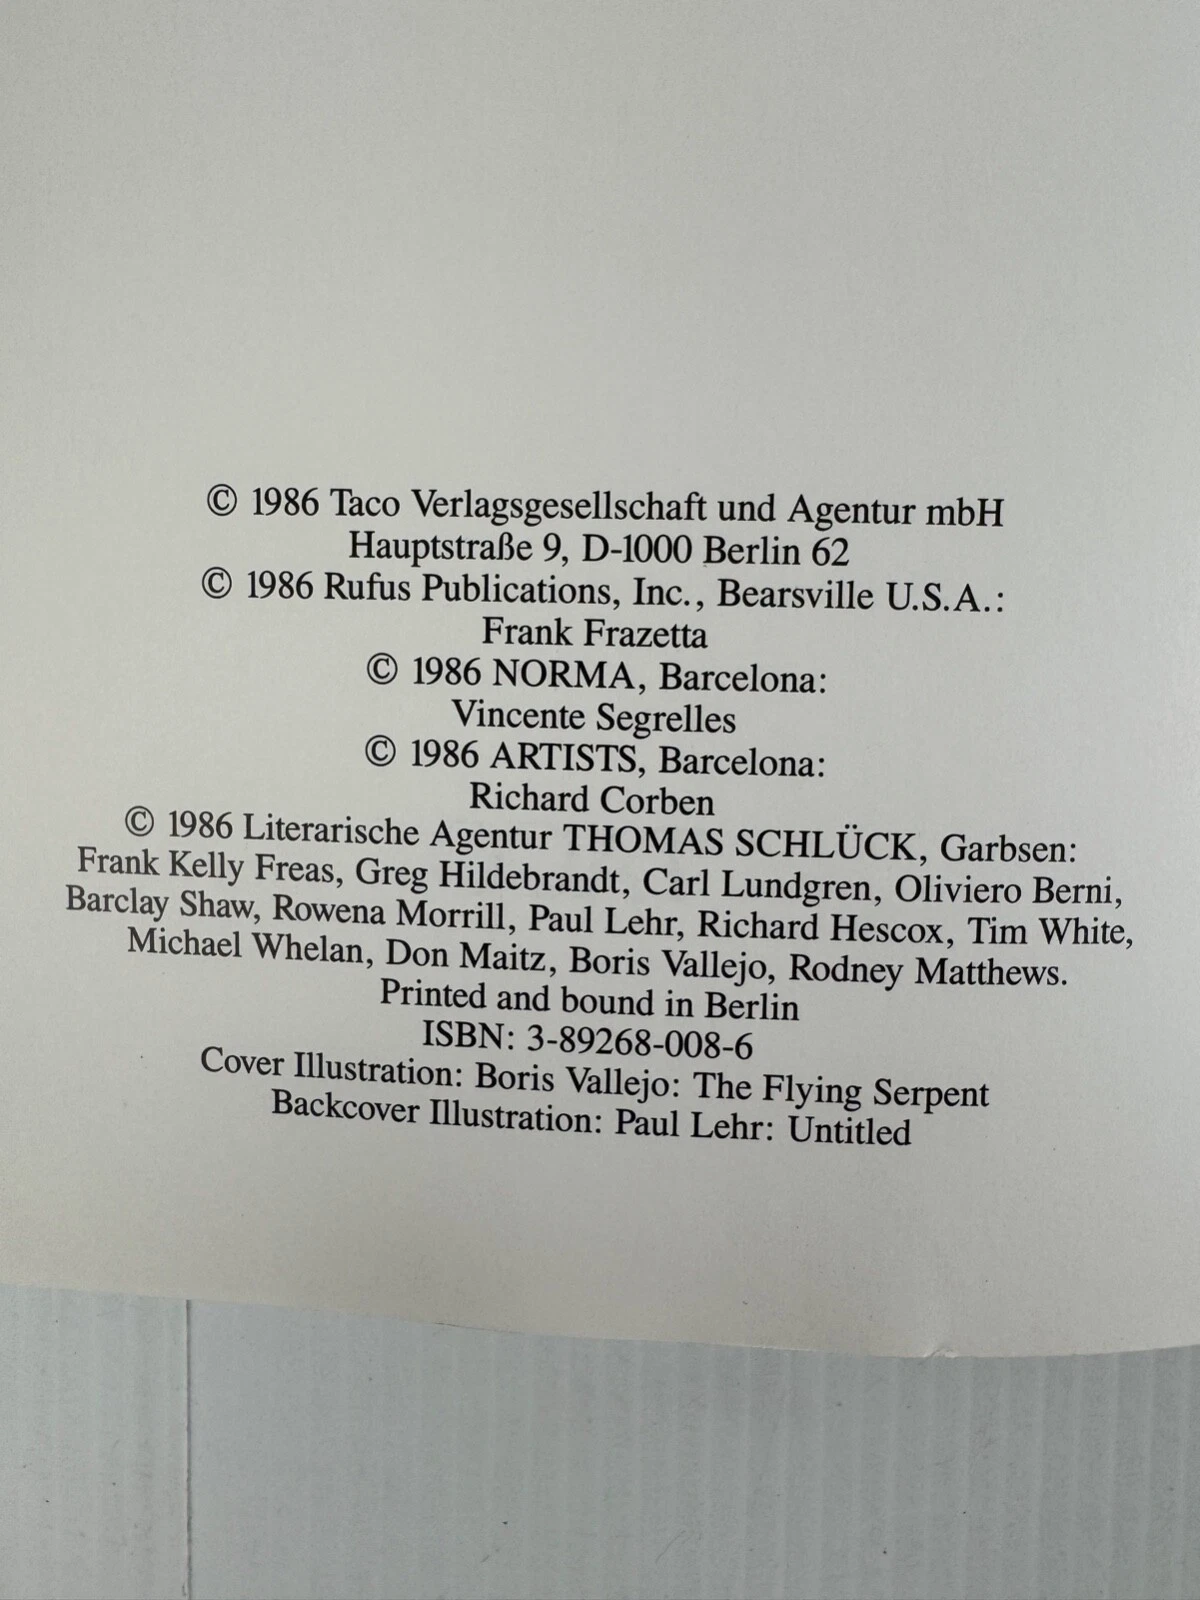 © 1986 Taco Verlagsgesellschaft und Agentur mbH
Hauptstraße 9, D-1000 Berlin 62
© 1986 Rufus Publications, Inc., Bearsville U.S.A.:
Frank Frazetta
© 1986 NORMA, Barcelona:
Vincente Segrelles
© 1986 ARTISTS, Barcelona:
Richard Corben
© 1986 Literarische Agentur THOMAS SCHLÜCK, Garbsen:
Frank Kelly Freas, Greg Hildebrandt, Carl Lundgren, Oliviero Berni,
Barclay Shaw, Rowena Morrill, Paul Lehr, Richard Hescox, Tim White,
Michael Whelan, Don Maitz, Boris Vallejo, Rodney Matthews.
Printed and bound in Berlin
ISBN: 3-89268-008-6
Cover Illustration: Boris Vallejo: The Flying Serpent
Backcover Illustration: Paul Lehr: Untitled